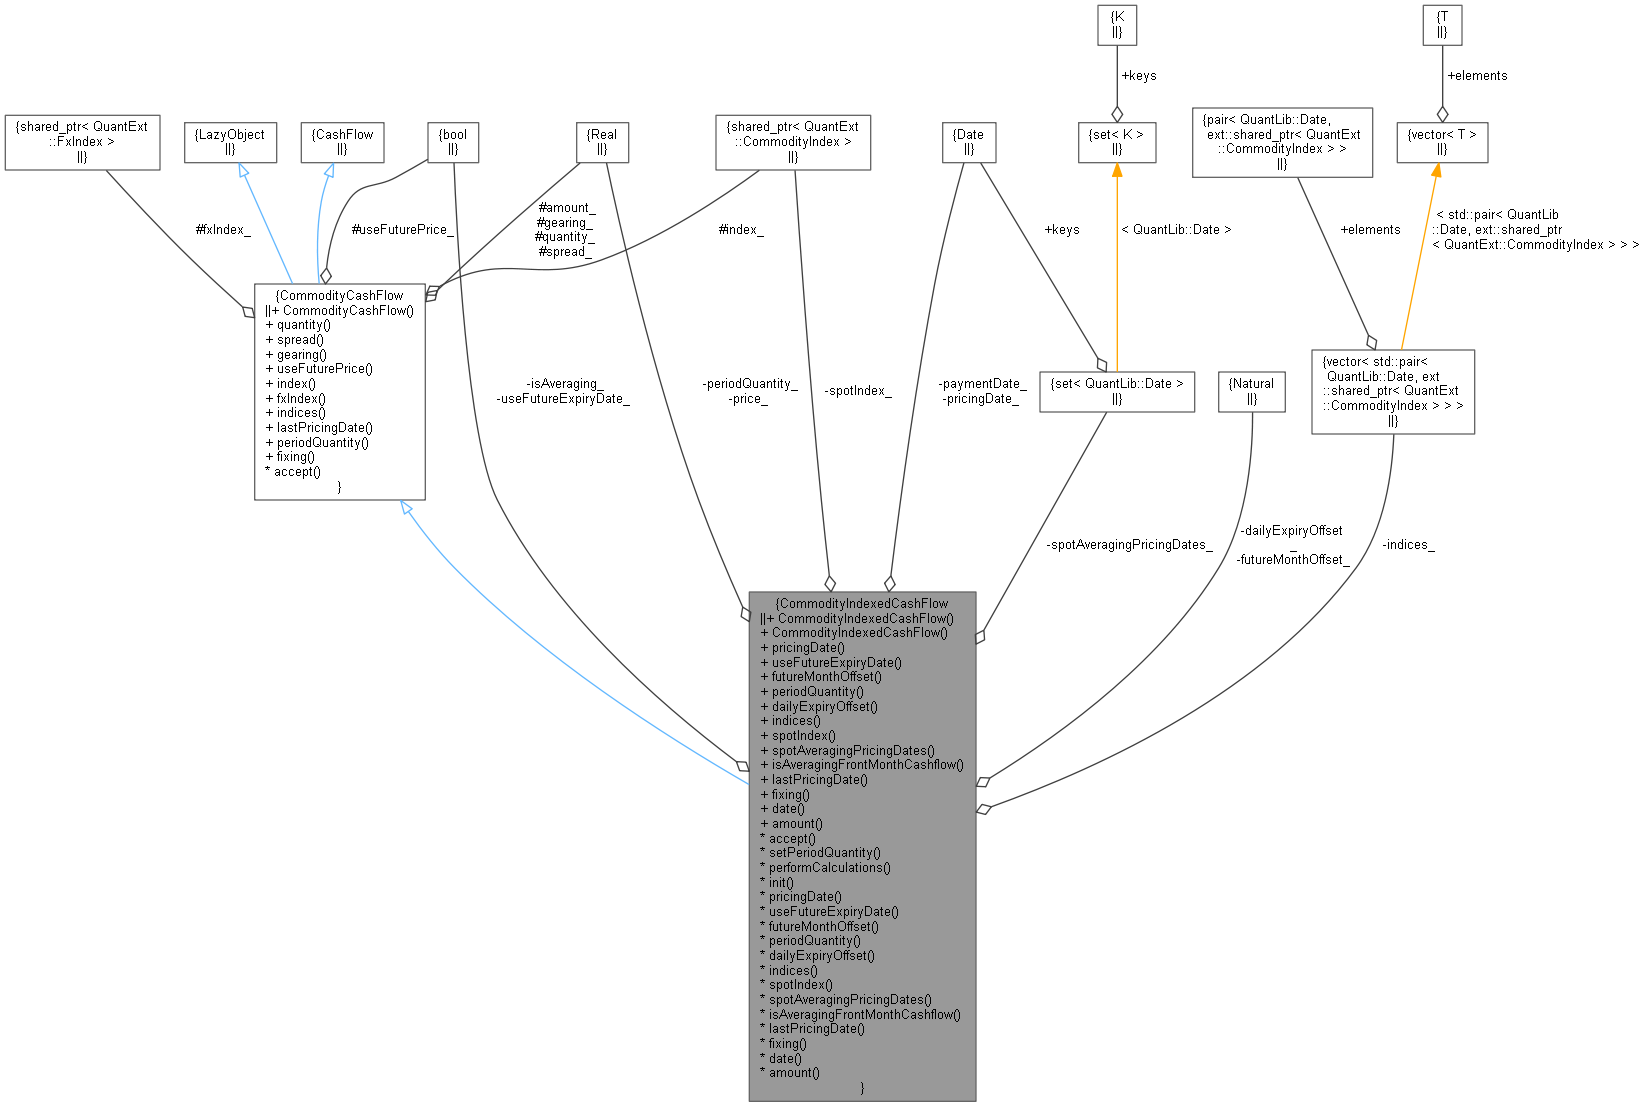 {K
||}
{T
||}
+keys
+elements
{shared_ptr< QuantExt
::FxIndex >
||}
{LazyObject
||}
{CashFlow
||}
{bool
||}
{Real
||}
{shared_ptr< QuantExt
::CommodityIndex >
||}
{Date
||}
{set< K >
||}
{pair< QuantLib::Date,
ext::shared_ptr< QuantExt
::CommodityIndex > >
||}
{vector< T >
||}
#fxIndex_
#useFuturePrice_
#amount_
#gearing_
#quantity_
#spread_
#index_
+keys
< QuantLib::Date >
+elements
< std::pair< QuantLib
::Date, ext::shared_ptr
< QuantExt::CommodityIndex > > >
{CommodityCashFlow
||+ CommodityCashFlow()
+ quantity()
+ spread()
+ gearing()
+ useFuturePrice()
+ index()
+ fxIndex()
+ indices()
+ lastPricingDate()
+ periodQuantity()
+ fixing()
* accept()
}
-isAveraging_
-useFutureExpiryDate_
-periodQuantity_
-price_
-spotIndex_
-paymentDate_
-pricingDate_
{set< QuantLib::Date >
||}
{Natural
||}
{vector< std::pair<
QuantLib::Date, ext
::shared_ptr< QuantExt
::CommodityIndex > > >
||}
-spotAveragingPricingDates_
-dailyExpiryOffset
_
-futureMonthOffset_
-indices_
{CommodityIndexedCashFlow
||+ CommodityIndexedCashFlow()
+ CommodityIndexedCashFlow()
+ pricingDate()
+ useFutureExpiryDate()
+ futureMonthOffset()
+ periodQuantity()
+ dailyExpiryOffset()
+ indices()
+ spotIndex()
+ spotAveragingPricingDates()
+ isAveragingFrontMonthCashflow()
+ lastPricingDate()
+ fixing()
+ date()
+ amount()
* accept()
* setPeriodQuantity()
* performCalculations()
* init()
* pricingDate()
* useFutureExpiryDate()
* futureMonthOffset()
* periodQuantity()
* dailyExpiryOffset()
* indices()
* spotIndex()
* spotAveragingPricingDates()
* isAveragingFrontMonthCashflow()
* lastPricingDate()
* fixing()
* date()
* amount()
}